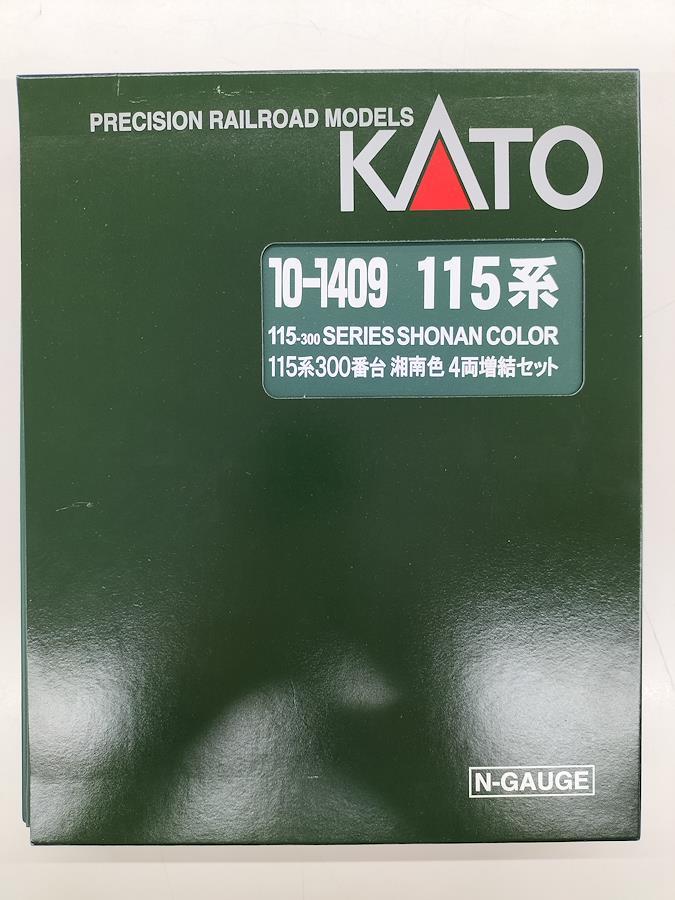 PRECISION RAILROAD MODELS
KATO
10-1409 115系
115-300 SERIES SHONAN COLOR
115系300番台 湘南色 4両増結セット
N-GAUGE